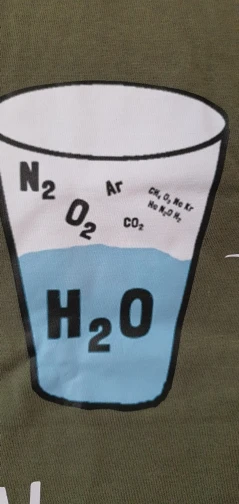 N₂
Ar
O₂
CO₂
CH₄ O₃ Ne Kr
He N₂O H₂
H₂O